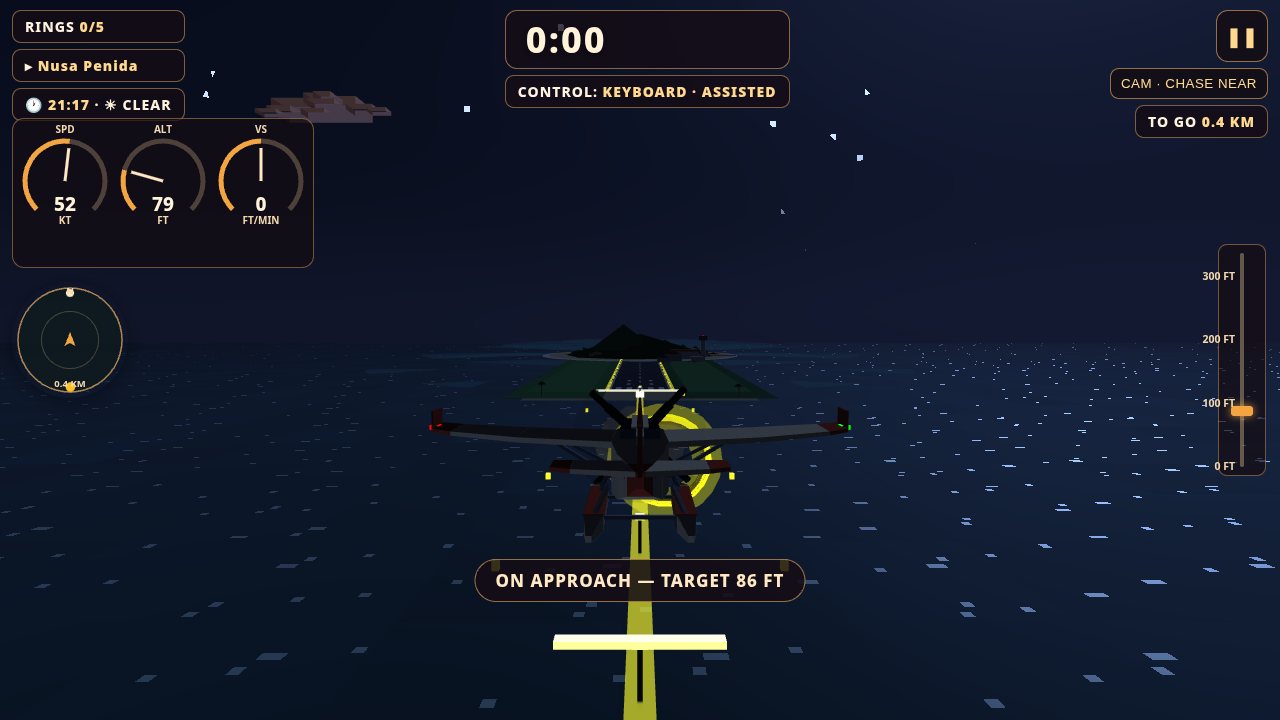 RINGS 0/5
▸ Nusa Penida
🕐 21:17 · ☀ CLEAR
SPD
ALT
VS
52
79
0
KT
FT
FT/MIN
0.4 KM
0:00
CONTROL: KEYBOARD · ASSISTED
CAM · CHASE NEAR
TO GO 0.4 KM
300 FT
200 FT
100 FT
0 FT
ON APPROACH — TARGET 86 FT